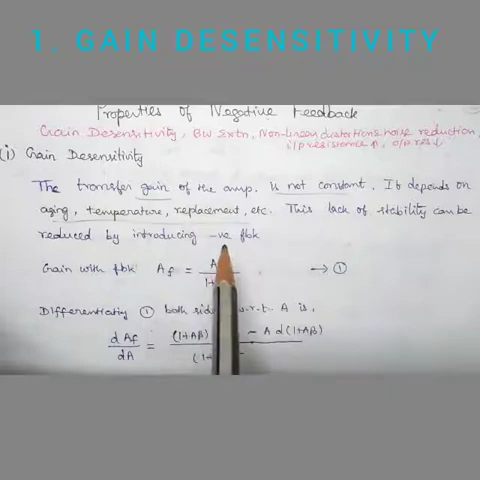 1. GAIN DESENSITIVITY
Properties of Negative Feedback
Gain Desensitivity, BW Extn, Non-linear distortions, noise reduction,
i/p resistance ↑, o/p res ↓
(i) Gain Desensitivity
The transfer gain of the amp. is not constant. It depends on
aging, temperature, replacement, etc. This lack of stability can be
reduced by introducing -ve fbk
Gain with fbk Af = A → ①
1+
Differentiating ① both w.r.t. A is,
dAf/dA = (1+Aβ) - A d(1+Aβ)
(1+